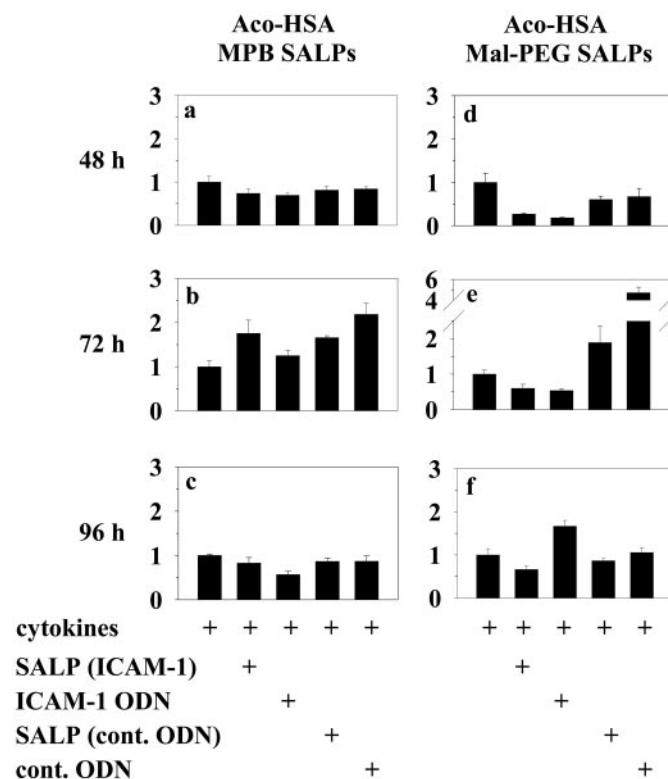 Aco-HSA
MPB SALPs
Aco-HSA
Mal-PEG SALPs
48 h
3
2
1
0
a
3
2
1
0
d
72 h
3
2
1
0
b
6
4
2
1
0
e
96 h
3
2
1
0
c
3
2
1
0
f
cytokines + + + + + + + + + +
SALP (ICAM-1) + +
ICAM-1 ODN + +
SALP (cont. ODN) + +
cont. ODN + +